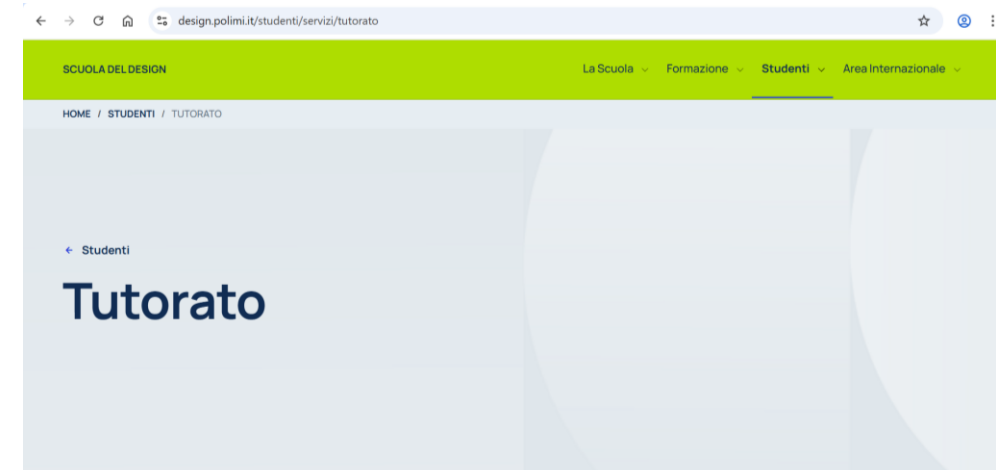 design.polimi.it/studenti/servizi/tutorato
SCUOLA DEL DESIGN La Scuola Formazione Studenti Area Internazionale
HOME / STUDENTI / TUTORATO
← Studenti
Tutorato